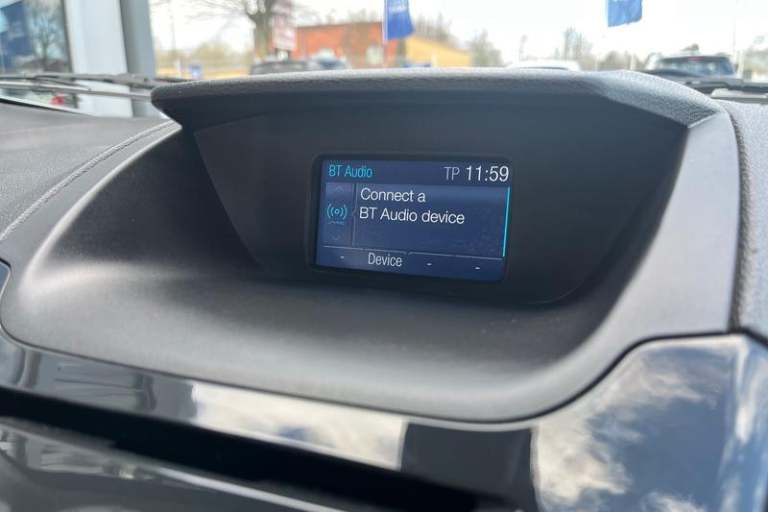 BT Audio TP 11:59
Connect a
BT Audio device
- Device - -